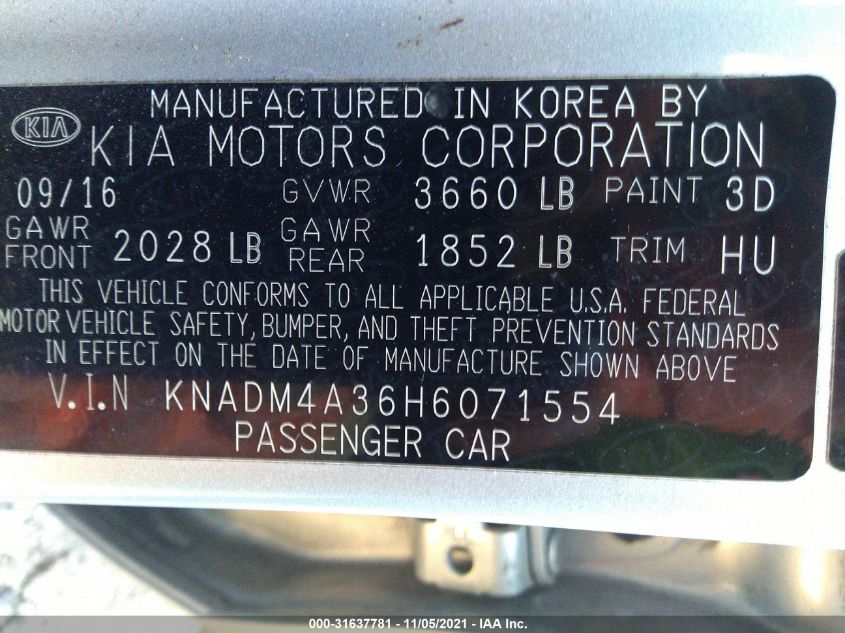 MANUFACTURED IN KOREA BY
KIA KIA MOTORS CORPORATION
09/16 GVWR 3660 LB PAINT 3D
GAWR FRONT 2028 LB GAWR REAR 1852 LB TRIM HU
THIS VEHICLE CONFORMS TO ALL APPLICABLE U.S.A. FEDERAL
MOTOR VEHICLE SAFETY, BUMPER, AND THEFT PREVENTION STANDARDS
IN EFFECT ON THE DATE OF MANUFACTURE SHOWN ABOVE
V.I.N KNADM4A36H6071554
PASSENGER CAR
000-31637781 - 11/05/2021 - IAA Inc.